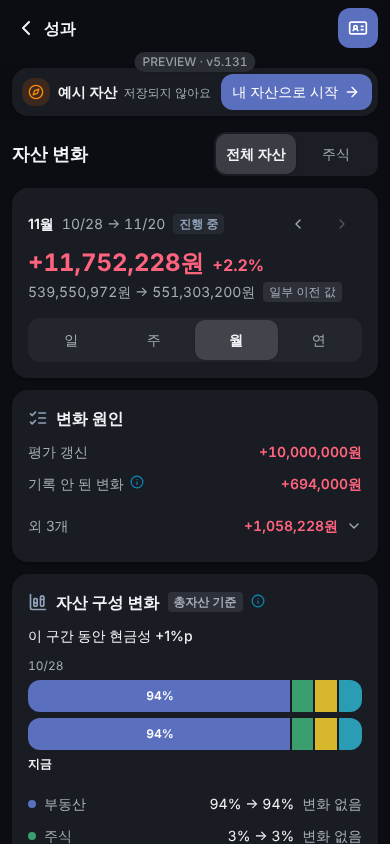 성과
PREVIEW · v5.131
예시 자산 저장되지 않아요 내 자산으로 시작 →
자산 변화 전체 자산 주식
11월 10/28 → 11/20 진행 중
+11,752,228원 +2.2%
539,550,972원 → 551,303,200원 일부 이전 값
일 주 월 연
변화 원인
평가 갱신 +10,000,000원
기록 안 된 변화 +694,000원
외 3개 +1,058,228원
자산 구성 변화 총자산 기준
이 구간 동안 현금성 +1%p
10/28
94%
94%
지금
부동산 94% → 94% 변화 없음
주식 3% → 3% 변화 없음